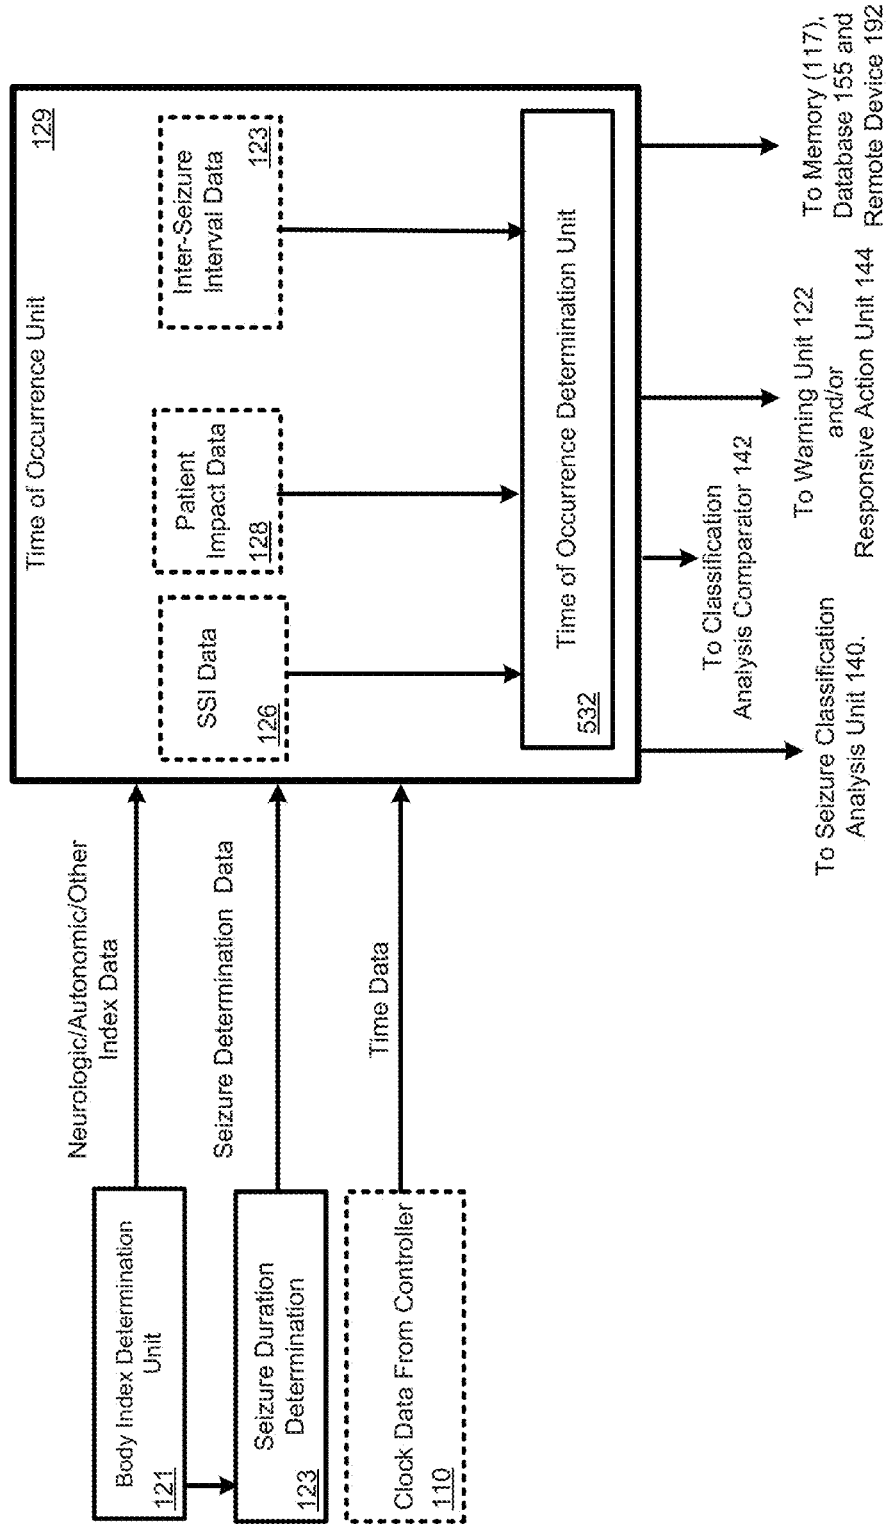 Body Index Determination
Unit
121
Seizure Duration
Determination
123
Clock Data From Controller
110
Neurologic/Autonomic/Other
Index Data
Seizure Determination Data
Time Data
Time of Occurrence Unit
129
SSI Data
126
Patient
Impact Data
128
Inter-Seizure
Interval Data
123
Time of Occurrence Determination Unit
532
To Seizure Classification
Analysis Unit 140.
To Classification
Analysis Comparator 142
To Warning Unit 122
and/or
Responsive Action Unit 144
To Memory (117),
Database 155 and
Remote Device 192